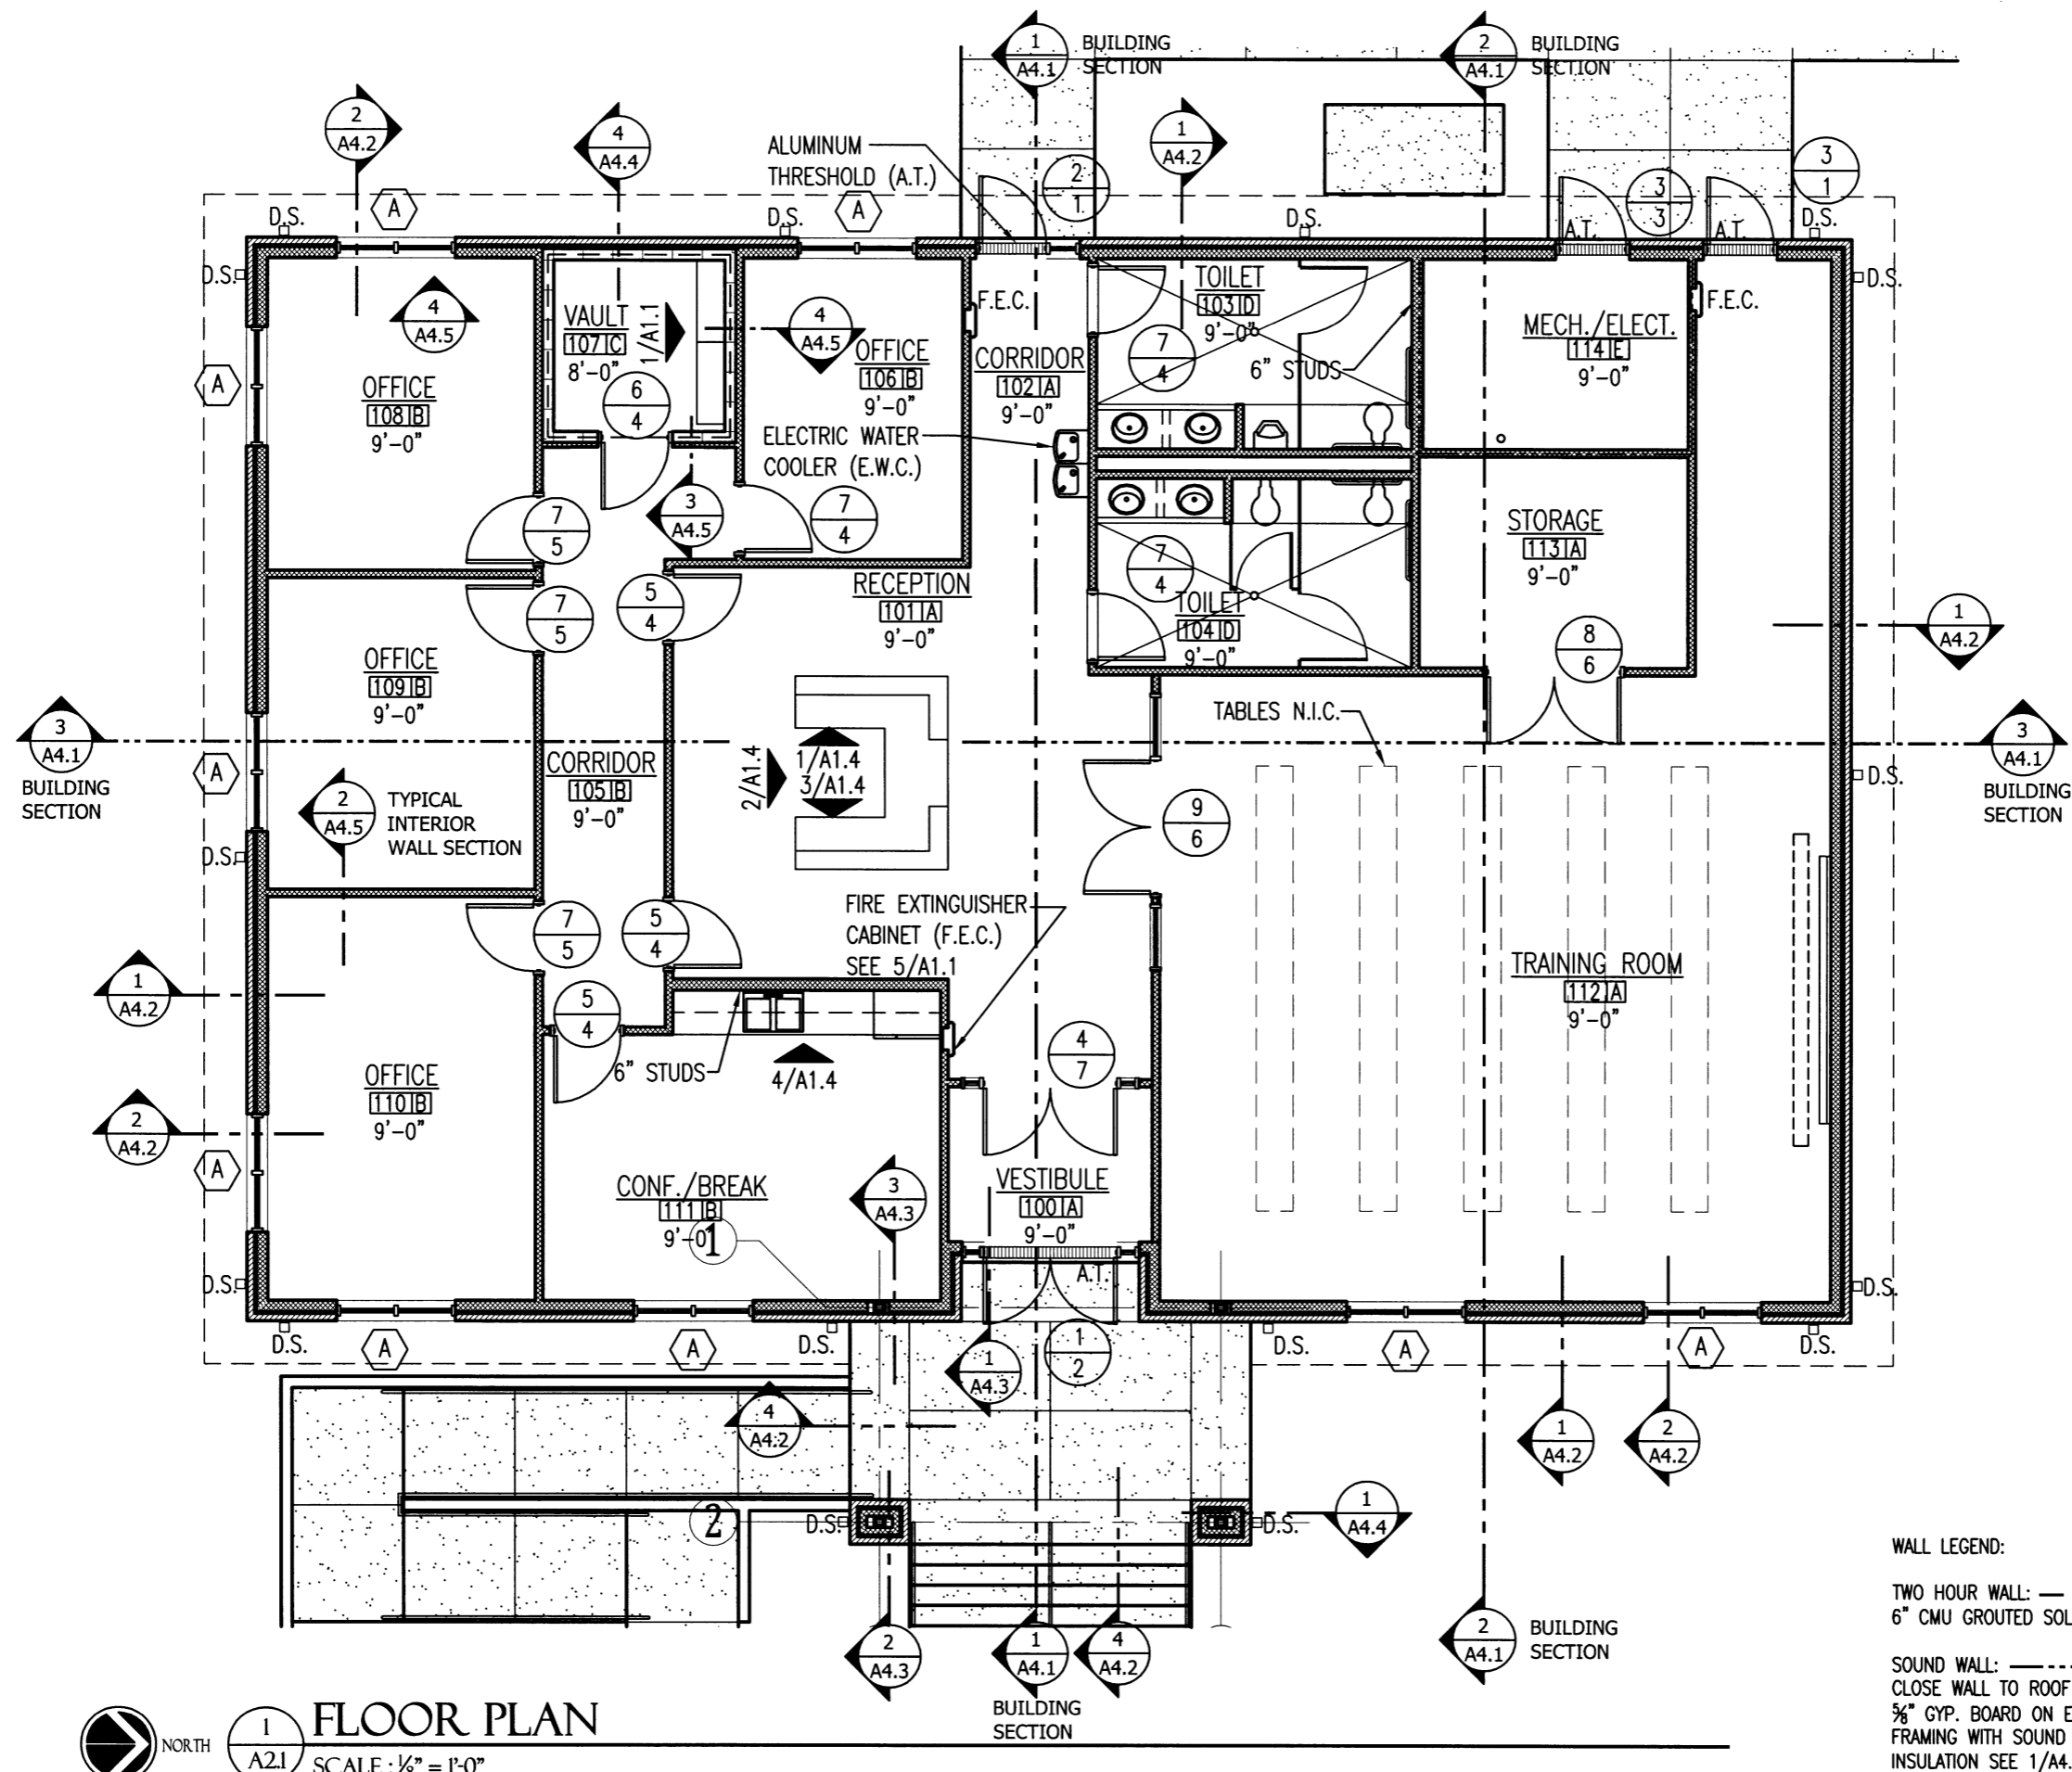 1
A4.1
BUILDING
SECTION
2
A4.1
BUILDING
SECTION
2
A4.2
4
A4.4
ALUMINUM
THRESHOLD (A.T.)
1
A4.2
2
1
3
3
3
1
A
A
D.S.
D.S.
D.S.
A.T.
A.T.
D.S.
D.S.
D.S.
4
A4.5
VAULT
107 C
8'-0"
1/A1.1
4
A4.5
OFFICE
106 B
9'-0"
F.E.C.
CORRIDOR
102 A
9'-0"
TOILET
103 D
9'-0"
7
4
6" STUDS
MECH./ELECT.
114 E
9'-0"
F.E.C.
A
OFFICE
108 B
9'-0"
6
4
ELECTRIC WATER
COOLER (E.W.C.)
3
A4.5
7
4
7
5
STORAGE
113 A
9'-0"
7
4
TOILET
104 D
9'-0"
7
5
5
4
RECEPTION
101 A
9'-0"
8
6
1
A4.2
OFFICE
109 B
9'-0"
TABLES N.I.C.
3
A4.1
BUILDING
SECTION
3
A4.1
BUILDING
SECTION
A
CORRIDOR
105 B
9'-0"
2/A1.4
1/A1.4
3/A1.4
D.S.
2
A4.5
TYPICAL
INTERIOR
WALL SECTION
9
6
D.S.
7
5
5
4
FIRE EXTINGUISHER
CABINET (F.E.C.)
SEE 5/A1.1
TRAINING ROOM
112 A
9'-0"
1
A4.2
5
4
6" STUDS
4/A1.4
4
7
OFFICE
110 B
9'-0"
2
A4.2
A
CONF./BREAK
111 B
9'-0
1
3
A4.3
VESTIBULE
100 A
9'-0"
A.T.
D.S.
D.S.
D.S.
A
A
D.S.
1
A4.3
1
2
D.S.
A
A
D.S.
4
A4.2
1
A4.2
2
A4.2
2
D.S.
D.S.
1
A4.4
2
A4.3
1
A4.1
BUILDING
SECTION
4
A4.2
2
A4.1
BUILDING
SECTION
WALL LEGEND:
TWO HOUR WALL:
6" CMU GROUTED SOL
SOUND WALL:
CLOSE WALL TO ROOF
⅝" GYP. BOARD ON E
FRAMING WITH SOUND
INSULATION SEE 1/A4.
NORTH
1
A2.1
FLOOR PLAN
SCALE : ⅛" = 1'-0"